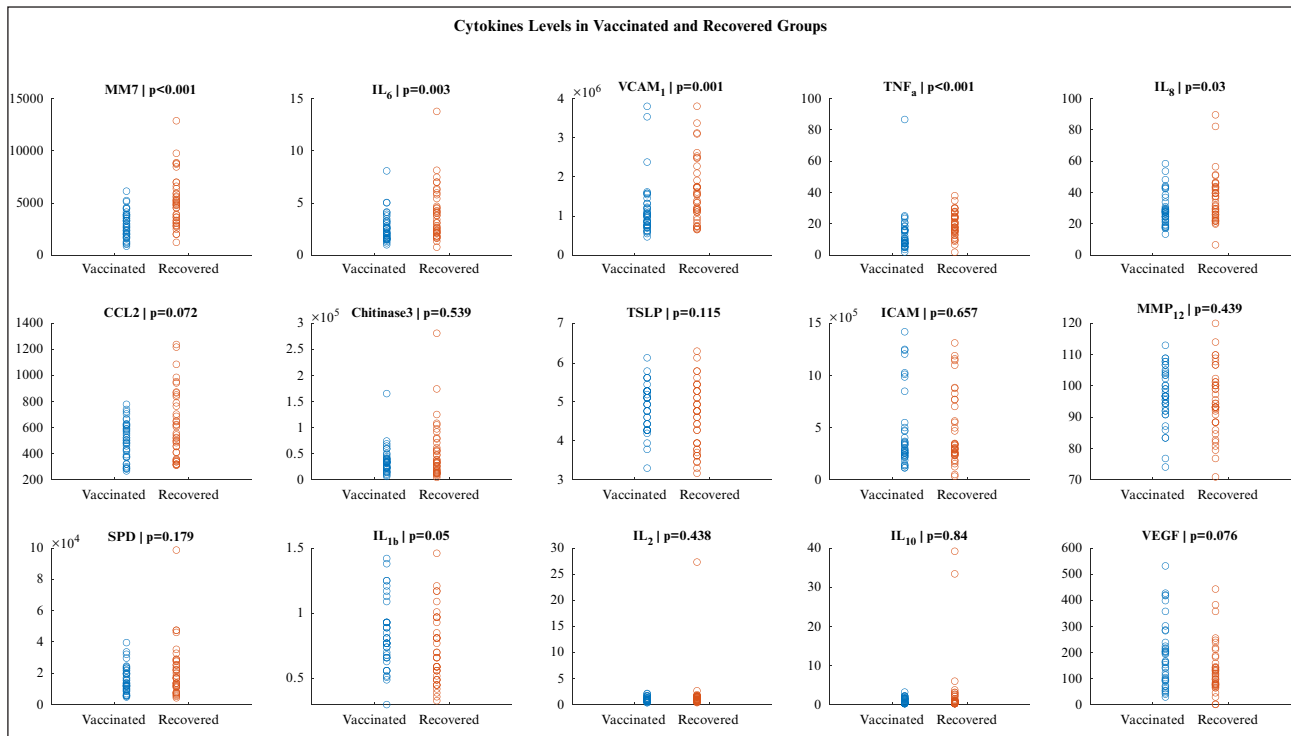 Cytokines Levels in Vaccinated and Recovered Groups
MM7 | p<0.001
15000
10000
5000
0
Vaccinated Recovered
IL6 | p=0.003
15
10
5
0
Vaccinated Recovered
VCAM1 | p=0.001
×10^6
4
3
2
1
0
Vaccinated Recovered
TNFa | p<0.001
100
80
60
40
20
0
Vaccinated Recovered
IL8 | p=0.03
100
80
60
40
20
0
Vaccinated Recovered
CCL2 | p=0.072
1400
1200
1000
800
600
400
200
Vaccinated Recovered
Chitinase3 | p=0.539
×10^5
3
2.5
2
1.5
1
0.5
0
Vaccinated Recovered
TSLP | p=0.115
7
6
5
4
3
Vaccinated Recovered
ICAM | p=0.657
×10^5
15
10
5
0
Vaccinated Recovered
MMP12 | p=0.439
120
110
100
90
80
70
Vaccinated Recovered
SPD | p=0.179
×10^4
10
8
6
4
2
0
Vaccinated Recovered
IL1b | p=0.05
1.5
1
0.5
Vaccinated Recovered
IL2 | p=0.438
30
25
20
15
10
5
0
Vaccinated Recovered
IL10 | p=0.84
40
30
20
10
0
Vaccinated Recovered
VEGF | p=0.076
600
500
400
300
200
100
0
Vaccinated Recovered